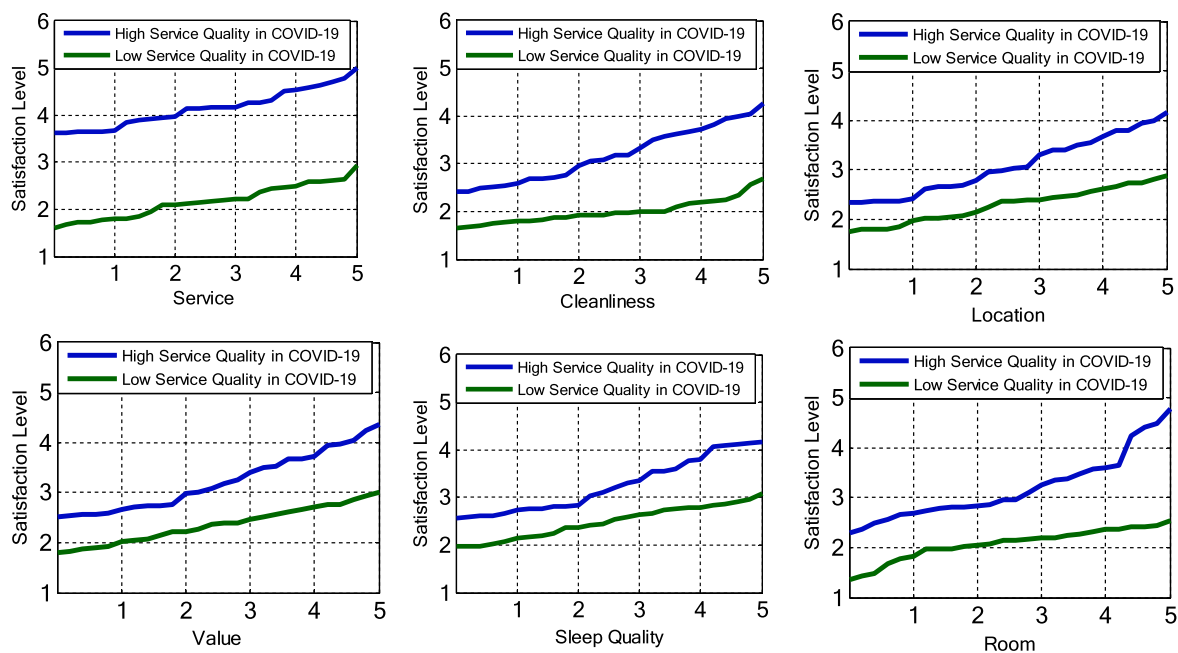 6
High Service Quality in COVID-19
Low Service Quality in COVID-19
5
4
3
2
1
Satisfaction Level
1 2 3 4 5
Service
6
High Service Quality in COVID-19
Low Service Quality in COVID-19
5
4
3
2
1
Satisfaction Level
1 2 3 4 5
Cleanliness
6
High Service Quality in COVID-19
Low Service Quality in COVID-19
5
4
3
2
1
Satisfaction Level
1 2 3 4 5
Location
6
High Service Quality in COVID-19
Low Service Quality in COVID-19
5
4
3
2
1
Satisfaction Level
1 2 3 4 5
Value
6
High Service Quality in COVID-19
Low Service Quality in COVID-19
5
4
3
2
1
Satisfaction Level
1 2 3 4 5
Sleep Quality
6
High Service Quality in COVID-19
Low Service Quality in COVID-19
5
4
3
2
1
Satisfaction Level
1 2 3 4 5
Room